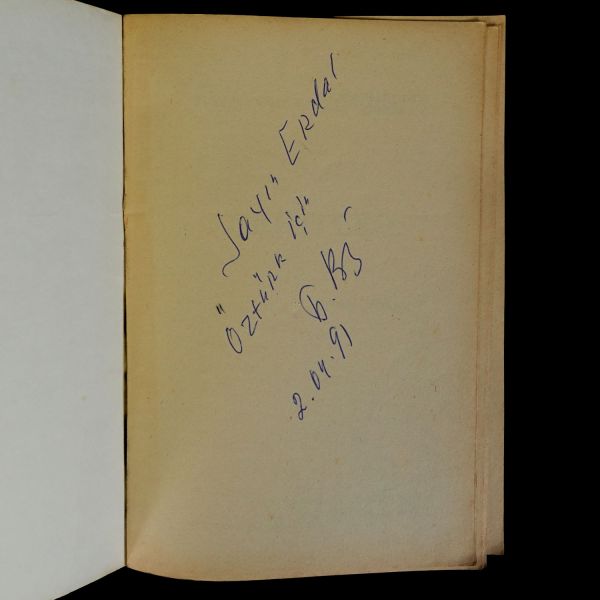 Sayın Erdal
Öztürk için
2.04.91